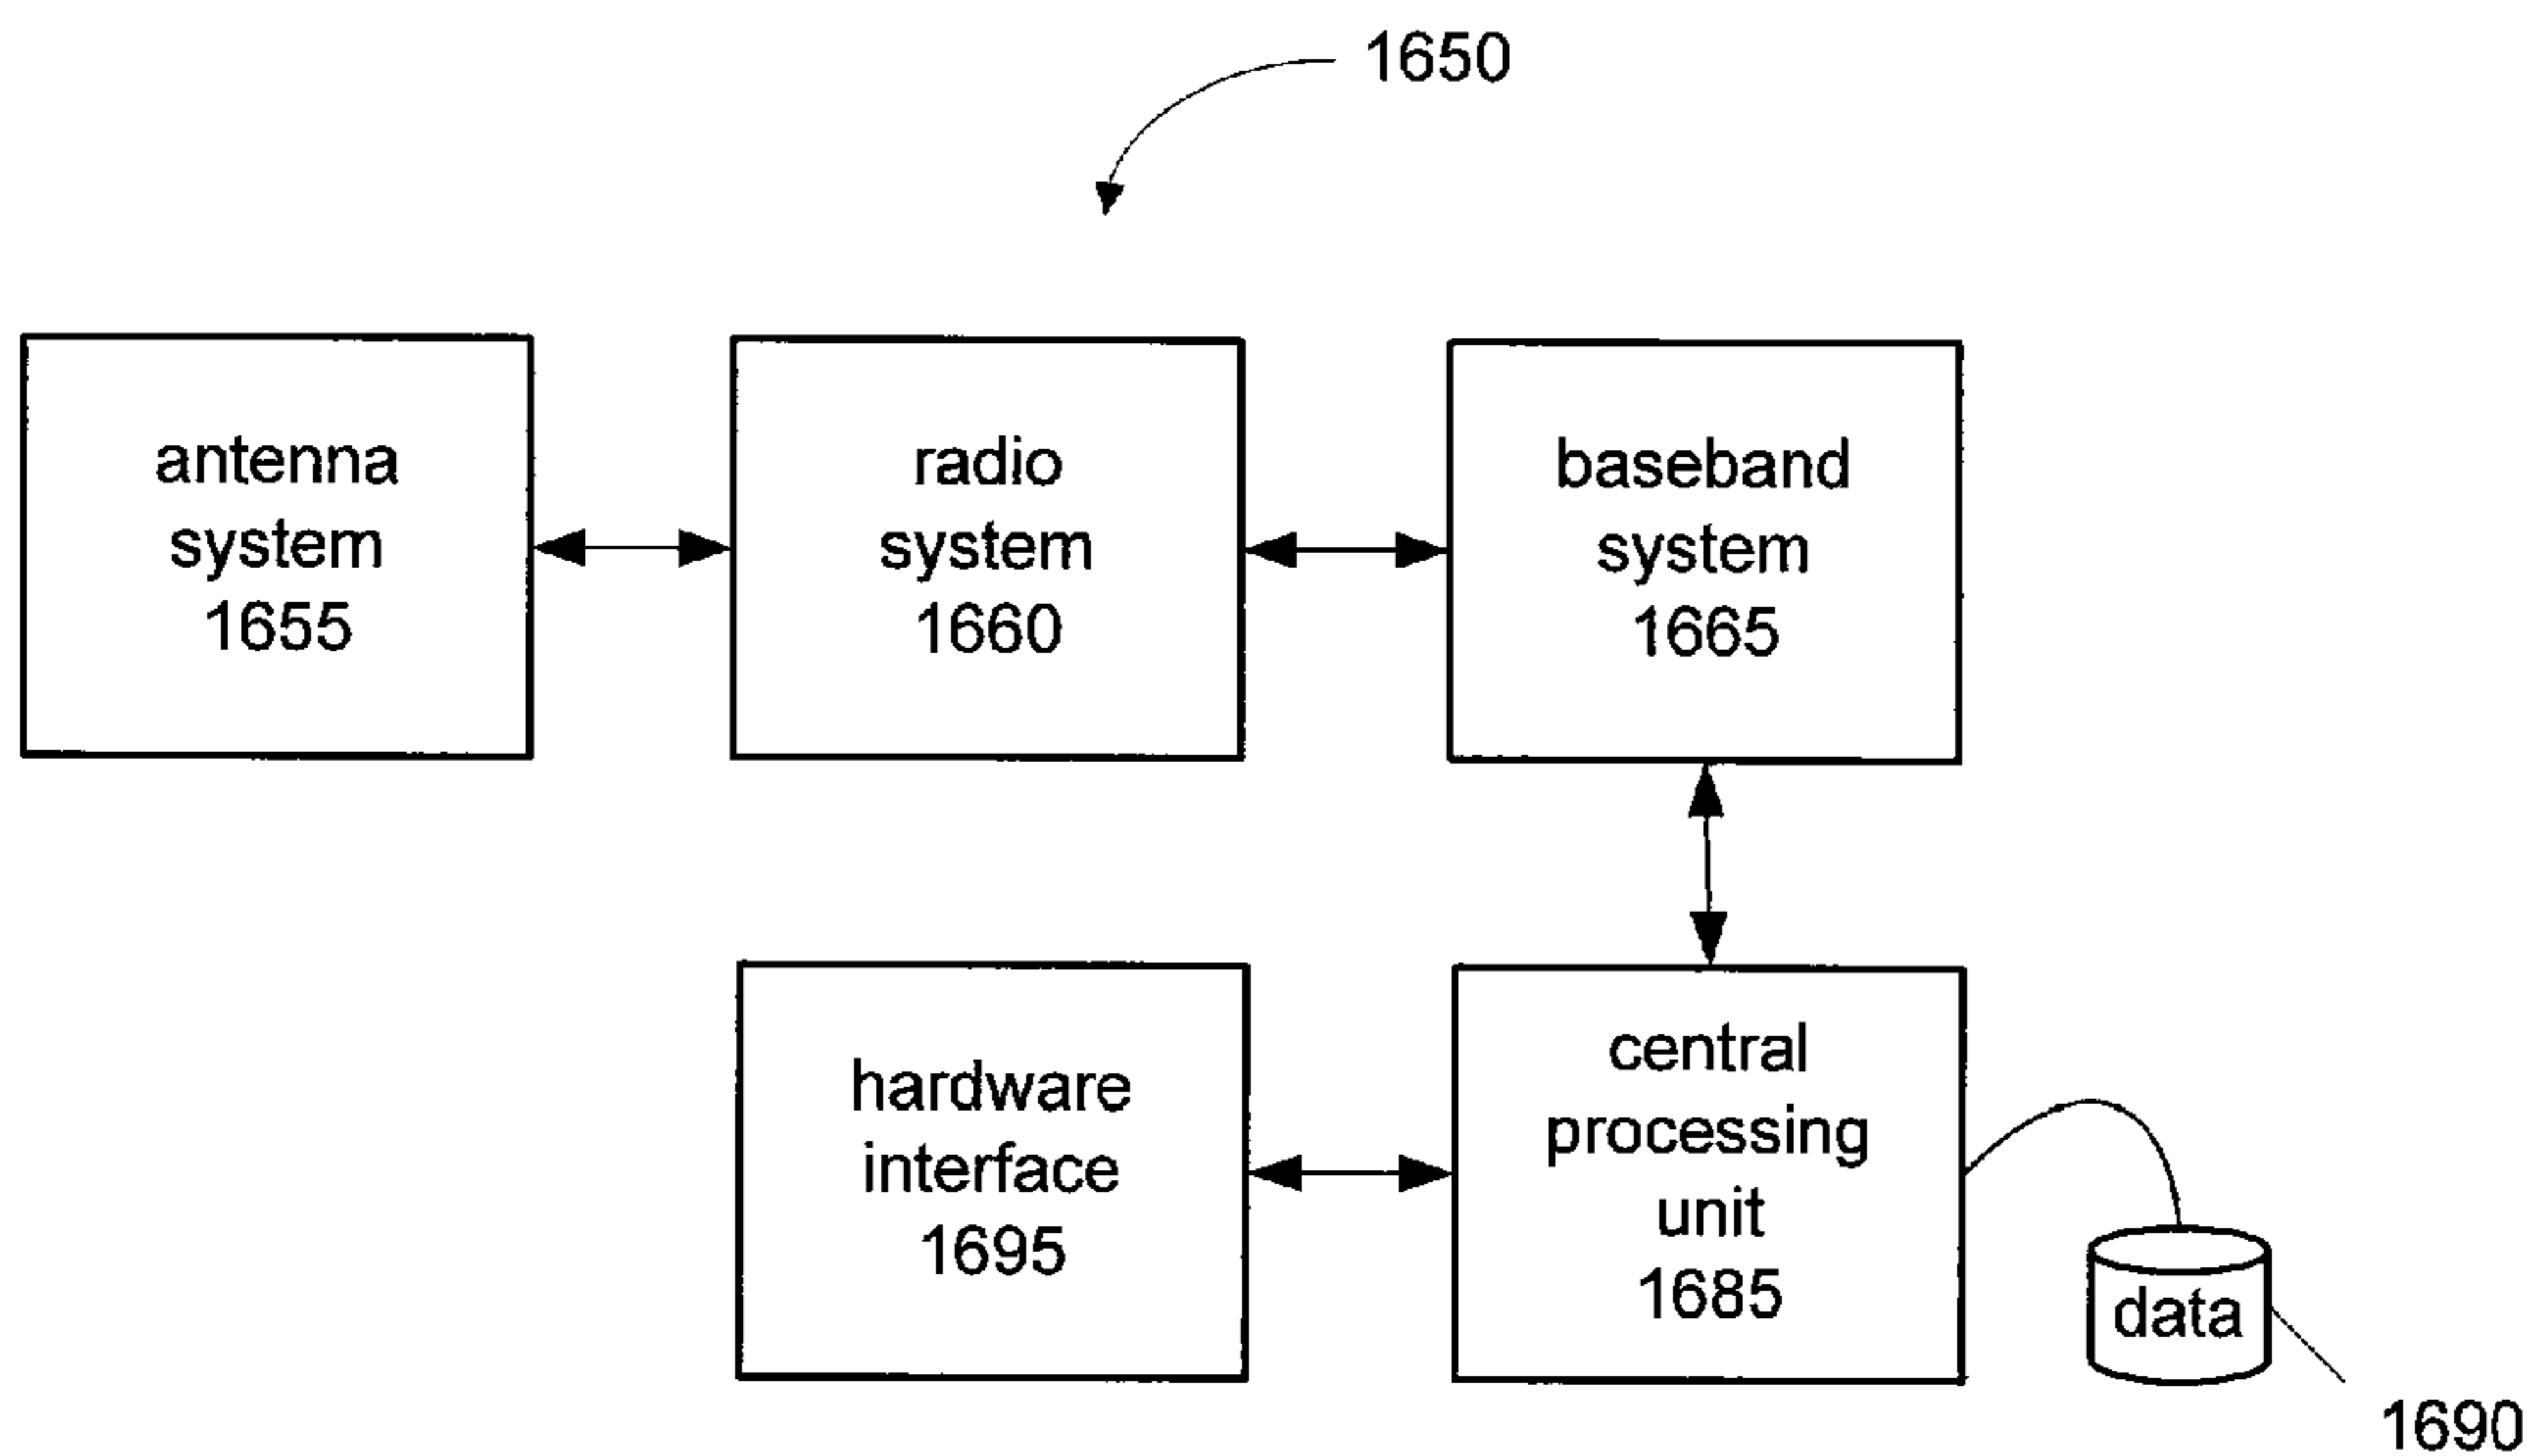 1650
antenna
system
1655
radio
system
1660
baseband
system
1665
hardware
interface
1695
central
processing
unit
1685
data
1690